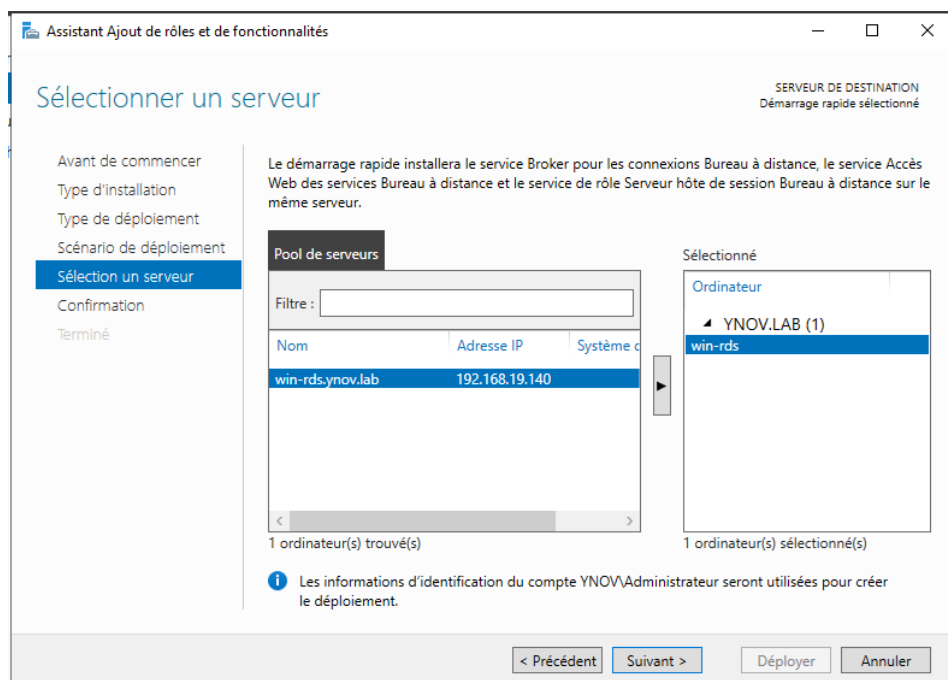 Assistant Ajout de rôles et de fonctionnalités
Sélectionner un serveur
SERVEUR DE DESTINATION
Démarrage rapide sélectionné
Avant de commencer
Type d'installation
Type de déploiement
Scénario de déploiement
Sélection un serveur
Confirmation
Terminé
Le démarrage rapide installera le service Broker pour les connexions Bureau à distance, le service Accès
Web des services Bureau à distance et le service de rôle Serveur hôte de session Bureau à distance sur le
même serveur.
Pool de serveurs
Filtre :
Nom Adresse IP Système
win-rds.ynov.lab 192.168.19.140
1 ordinateur(s) trouvé(s)
Sélectionné
Ordinateur
YNOV.LAB (1)
win-rds
1 ordinateur(s) sélectionné(s)
Les informations d'identification du compte YNOV\Administrateur seront utilisées pour créer
le déploiement.
< Précédent Suivant > Déployer Annuler